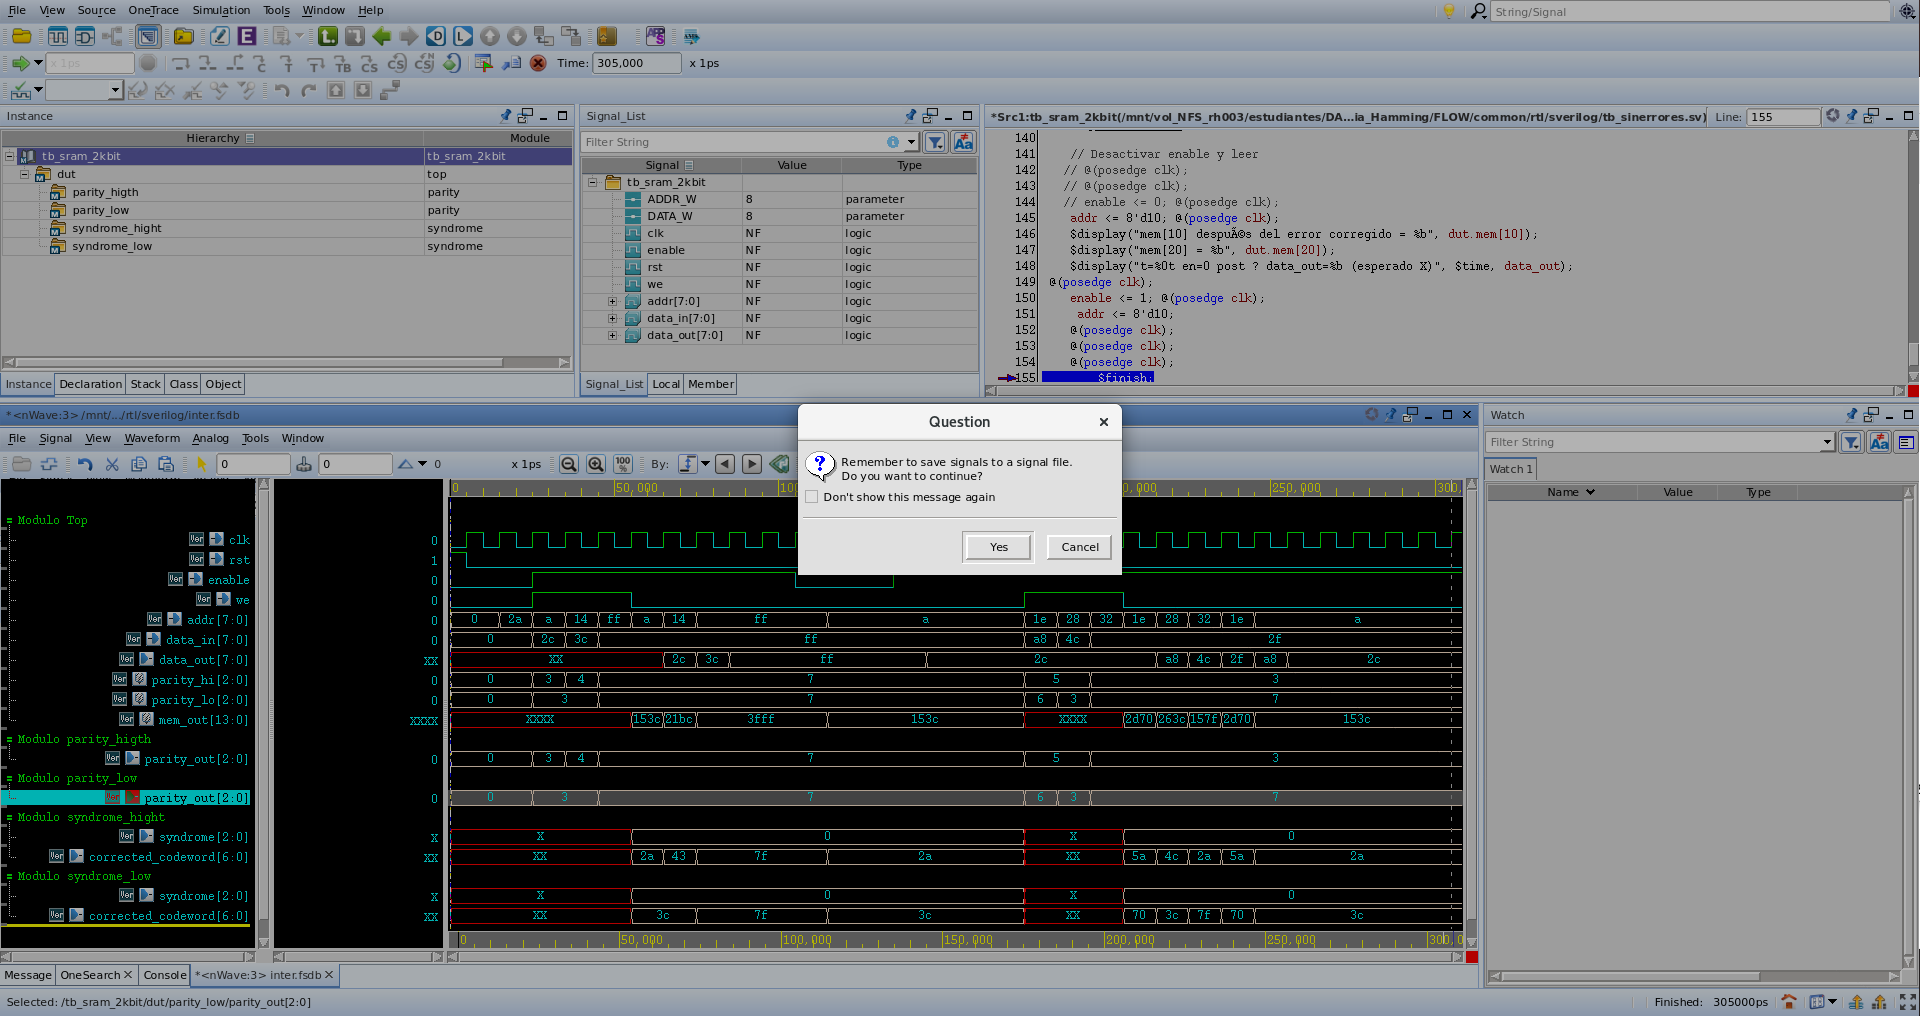 File View Source OneTrace Simulation Tools Window Help
String/Signal
x 1ps
Time: 305,000 x 1ps
Instance
Hierarchy Module
tb_sram_2kbit tb_sram_2kbit
dut top
parity_higth parity
parity_low parity
syndrome_hight syndrome
syndrome_low syndrome
Instance Declaration Stack Class Object
Signal_List
Filter String
Signal Value Type
tb_sram_2kbit
ADDR_W 8 parameter
DATA_W 8 parameter
clk NF logic
enable NF logic
rst NF logic
we NF logic
addr[7:0] NF logic
data_in[7:0] NF logic
data_out[7:0] NF logic
Signal_List Local Member
*Src1:tb_sram_2kbit(/mnt/vol_NFS_rh003/estudiantes/DA...ia_Hamming/FLOW/common/rtl/sverilog/tb_sinerrores.sv) Line: 155
140
141 // Desactivar enable y leer
142 // @(posedge clk);
143 // @(posedge clk);
144 // enable <= 0; @(posedge clk);
145 addr <= 8'd10; @(posedge clk);
146 $display("mem[10] despuÃ©s del error corregido = %b", dut.mem[10]);
147 $display("mem[20] = %b", dut.mem[20]);
148 $display("t=%0t en=0 post ? data_out=%b (esperado X)", $time, data_out);
149 @(posedge clk);
150 enable <= 1; @(posedge clk);
151 addr <= 8'd10;
152 @(posedge clk);
153 @(posedge clk);
154 @(posedge clk);
155 $finish;
*<nWave:3> /mnt/.../rtl/sverilog/inter.fsdb
File Signal View Waveform Analog Tools Window
0 0 0 x 1ps 100 % By:
Question
Remember to save signals to a signal file.
Do you want to continue?
Don't show this message again
Yes Cancel
0 50,000 250,000
Modulo Top
clk 0
rst 1
enable 0
we 0
addr[7:0] 0 2a a 14 ff a 14 ff a 1e 28 32 1e 28 32 1e a
data_in[7:0] 0 0 2c 3c ff a8 4c 2f
data_out[7:0] XX XX 2c 3c ff 2c a8 4c 2f a8 2c
parity_hi[2:0] 0 0 3 4 7 5 3
parity_lo[2:0] 0 0 3 7 6 3 7
mem_out[13:0] XXXX XXXX 153c 21bc 3fff 153c XXXX 2d70 263c 157f 2d70 153c
Modulo parity_higth
parity_out[2:0] 0 0 3 4 7 5 3
Modulo parity_low
parity_out[2:0] 0 0 3 7 6 3 7
Modulo syndrome_hight
syndrome[2:0] X X 0 X 0
corrected_codeword[6:0] XX XX 2a 43 7f 2a XX 5a 4c 2a 5a 2a
Modulo syndrome_low
syndrome[2:0] X X 0 X 0
corrected_codeword[6:0] XX XX 3c 7f 3c XX 70 3c 7f 70 3c
0 50,000 100,000 150,000 200,000 250,000
Watch
Filter String
Watch 1
Name Value Type
Message OneSearch Console *<nWave:3> inter.fsdb
Selected: /tb_sram_2kbit/dut/parity_low/parity_out[2:0]
Finished: 305000ps